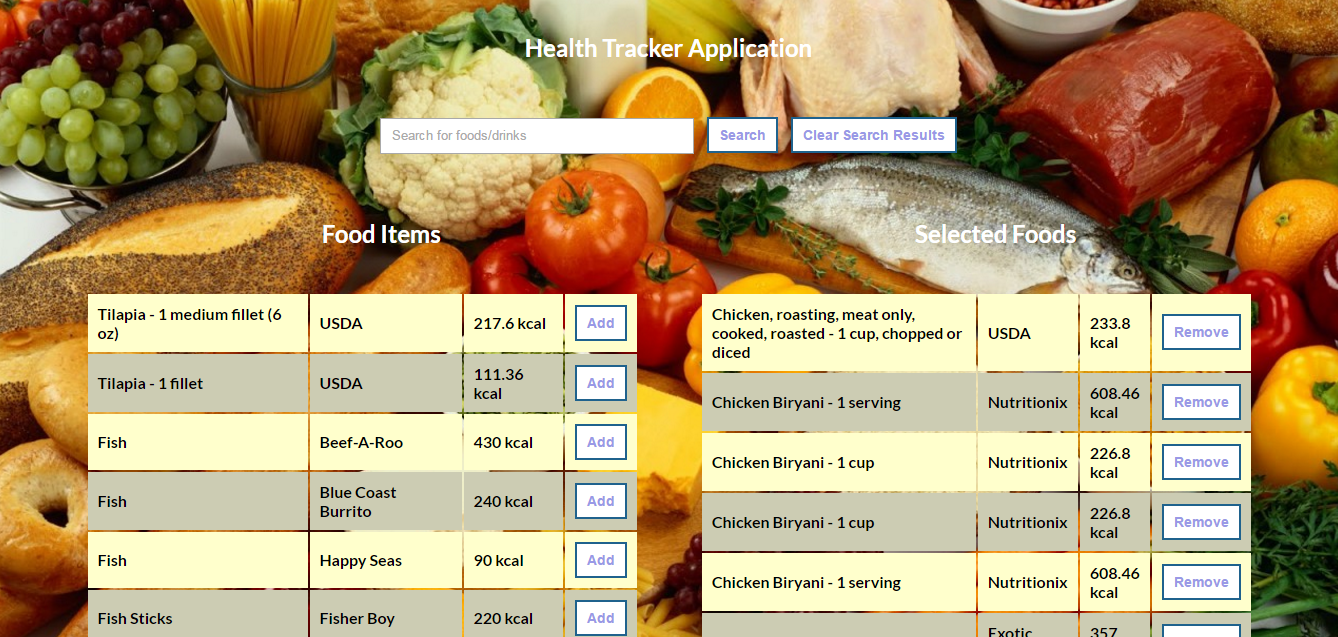 Health Tracker Application
Search for foods/drinks
Search
Clear Search Results
Food Items
Tilapia - 1 medium fillet (6
oz)
USDA
217.6 kcal
Add
Tilapia - 1 fillet
USDA
111.36
kcal
Add
Fish
Beef-A-Roo
430 kcal
Add
Fish
Blue Coast
Burrito
240 kcal
Add
Fish
Happy Seas
90 kcal
Add
Fish Sticks
Fisher Boy
220 kcal
Add
Selected Foods
Chicken, roasting, meat only,
cooked, roasted - 1 cup, chopped or
diced
USDA
233.8
kcal
Remove
Chicken Biryani - 1 serving
Nutritionix
608.46
kcal
Remove
Chicken Biryani - 1 cup
Nutritionix
226.8
kcal
Remove
Chicken Biryani - 1 cup
Nutritionix
226.8
kcal
Remove
Chicken Biryani - 1 serving
Nutritionix
608.46
kcal
Remove
Exotic
357